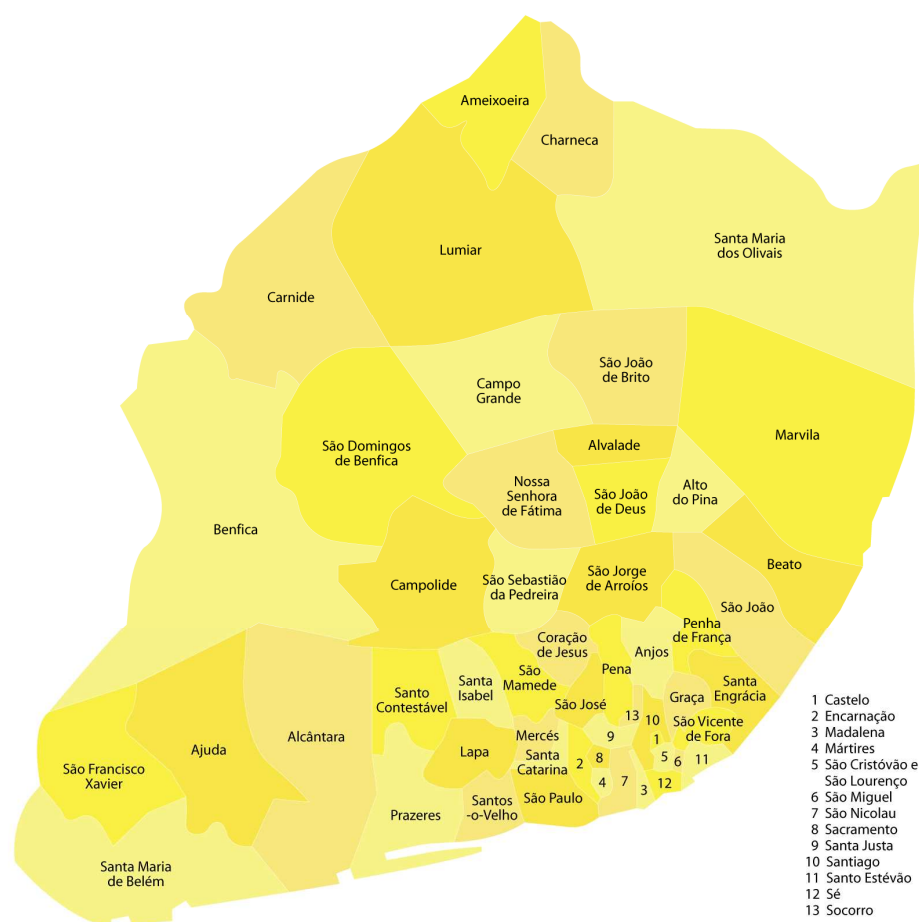 Ameixoeira
Charneca
Santa Maria
dos Olivais
Lumiar
Carnide
São João
de Brito
Campo
Grande
Marvila
São Domingos
de Benfica
Alvalade
Nossa
Senhora
de Fátima
São João
de Deus
Alto
do Pina
Benfica
Beato
Campolide
São Sebastião
da Pedreira
São Jorge
de Arroíos
São João
Penha
de França
Coração
de Jesus
Anjos
Pena
São
Mamede
Santa
Isabel
Santo
Contestável
Santa
Engrácia
Graça
São José
13
10
São Vicente
de Fora
Alcântara
Ajuda
Mercés
9
1
Lapa
Santa
Catarina
2
8
5
6
11
São Francisco
Xavier
4
7
3
12
São Paulo
Santos
-o-Velho
Prazeres
Santa Maria
de Belém
1 Castelo
2 Encarnação
3 Madalena
4 Mártires
5 São Cristóvão e
São Lourenço
6 São Miguel
7 São Nicolau
8 Sacramento
9 Santa Justa
10 Santiago
11 Santo Estévão
12 Sé
13 Socorro